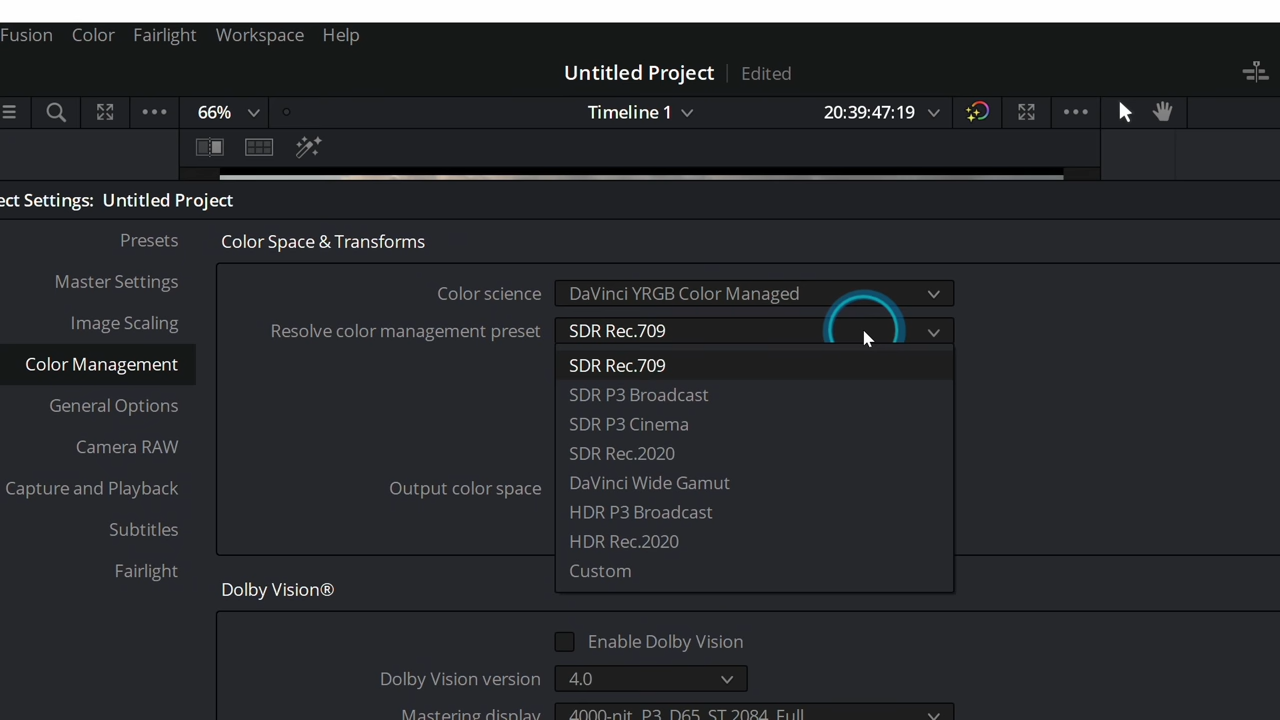 Fusion Color Fairlight Workspace Help
Untitled Project Edited
66% Timeline 1 20:39:47:19
ect Settings: Untitled Project
Presets
Color Space & Transforms
Master Settings
Color science DaVinci YRGB Color Managed
Image Scaling
Resolve color management preset SDR Rec.709
Color Management
SDR Rec.709
SDR P3 Broadcast
General Options
SDR P3 Cinema
Camera RAW
SDR Rec.2020
Capture and Playback
Output color space
DaVinci Wide Gamut
HDR P3 Broadcast
Subtitles
HDR Rec.2020
Fairlight
Custom
Dolby Vision®
Enable Dolby Vision
Dolby Vision version 4.0
Mastering display 4000-nit, P3, D65, ST.2084, Full